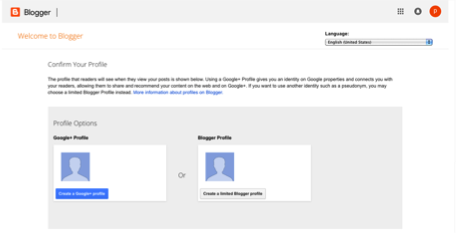 Blogger
P
Welcome to Blogger
Language:
English (United States)
Confirm Your Profile
The profile that readers will see when they view your posts is shown below. Using a Google+ Profile gives you an identity on Google properties and connects you with
your readers, allowing them to share and recommend your content on the web and on Google+. If you want to use another identity such as a pseudonym, you may
choose a limited Blogger Profile instead. More information about profiles on Blogger.
Profile Options
Google+ Profile
Blogger Profile
Or
Create a Google+ profile
Create a limited Blogger profile